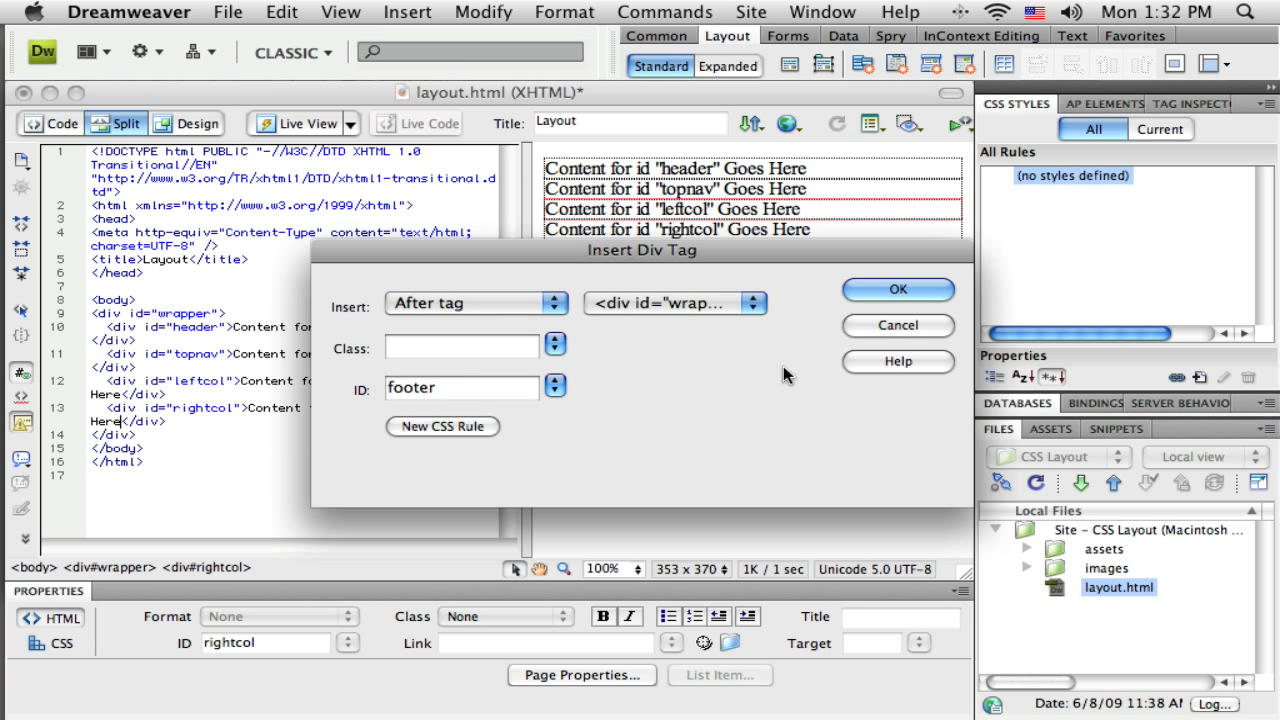 Dreamweaver File Edit View Insert Modify Format Commands Site Window Help Mon 1:32 PM
Dw CLASSIC
Common Layout Forms Data Spry InContext Editing Text Favorites
Standard Expanded
layout.html (XHTML)*
Code Split Design Live View Live Code Title: Layout
1 <!DOCTYPE html PUBLIC "-//W3C//DTD XHTML 1.0
Transitional//EN"
"http://www.w3.org/TR/xhtml1/DTD/xhtml1-transitional.d
td">
2 <html xmlns="http://www.w3.org/1999/xhtml">
3 <head>
4 <meta http-equiv="Content-Type" content="text/html;
charset=UTF-8" />
5 <title>Layout</title>
6 </head>
7
8 <body>
9 <div id="wrapper">
10 <div id="header">Content for
</div>
11 <div id="topnav">Content for
</div>
12 <div id="leftcol">Content fo
Here</div>
13 <div id="rightcol">Content
Here</div>
14 </div>
15 </body>
16 </html>
17
Content for id "header" Goes Here
Content for id "topnav" Goes Here
Content for id "leftcol" Goes Here
Content for id "rightcol" Goes Here
Insert Div Tag
Insert: After tag <div id="wrap...
Class:
ID: footer
New CSS Rule
OK
Cancel
Help
<body> <div#wrapper> <div#rightcol> 100% 353 x 370 1K / 1 sec Unicode 5.0 UTF-8
PROPERTIES
HTML Format None Class None B I Title
CSS ID rightcol Link Target
Page Properties... List Item...
CSS STYLES AP ELEMENTS TAG INSPECT
All Current
All Rules
(no styles defined)
Properties
Az
DATABASES BINDINGS SERVER BEHAVIO
FILES ASSETS SNIPPETS
CSS Layout Local view
Local Files
Site - CSS Layout (Macintosh ...
assets
images
layout.html
Date: 6/8/09 11:38 AM Log...